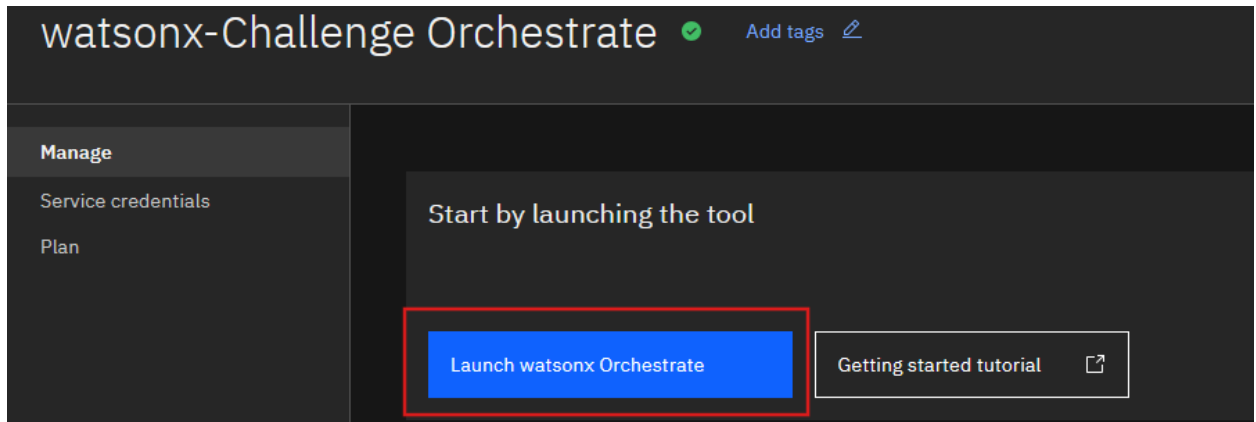 watsonx-Challenge Orchestrate Add tags
Manage
Service credentials
Plan
Start by launching the tool
Launch watsonx Orchestrate
Getting started tutorial